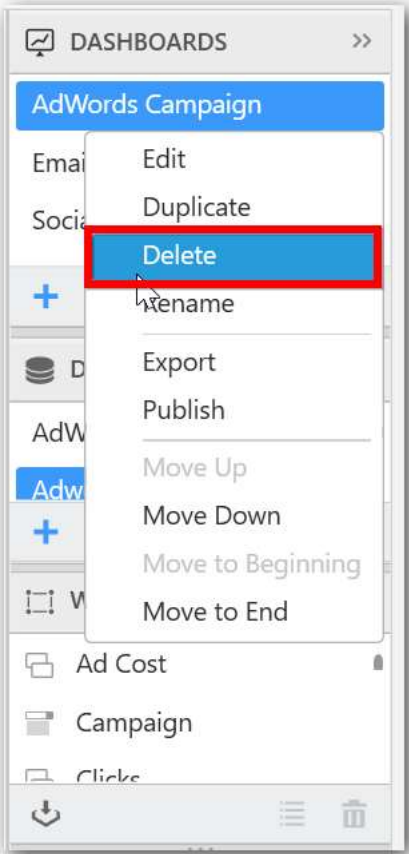 DASHBOARDS
AdWords Campaign
Edit
Duplicate
Delete
Rename
Export
Publish
Move Up
Move Down
Move to Beginning
Move to End
Ad Cost
Campaign
Clicks